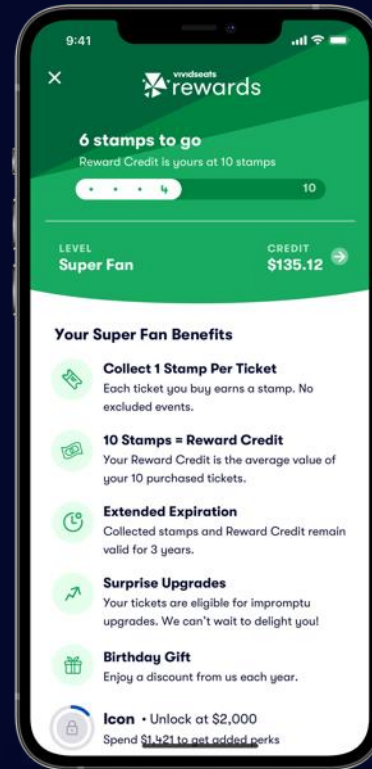 9:41
vividseats
rewards
6 stamps to go
Reward Credit is yours at 10 stamps
4 10
LEVEL CREDIT
Super Fan $135.12
Your Super Fan Benefits
Collect 1 Stamp Per Ticket
Each ticket you buy earns a stamp. No
excluded events.
10 Stamps = Reward Credit
Your Reward Credit is the average value of
your 10 purchased tickets.
Extended Expiration
Collected stamps and Reward Credit remain
valid for 3 years.
Surprise Upgrades
Your tickets are eligible for impromptu
upgrades. We can't wait to delight you!
Birthday Gift
Enjoy a discount from us each year.
Icon • Unlock at $2,000
Spend $1,421 to get added perks